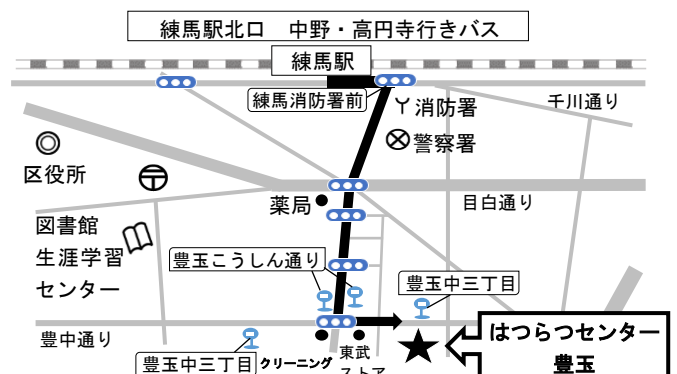 練馬駅北口　中野・高円寺行きバス
練馬駅
練馬消防署前
消防署
千川通り
警察署
区役所
薬局
目白通り
図書館
生涯学習
センター
豊玉こうしん通り
豊玉中三丁目
豊中通り
はつらつセンター
豊玉
豊玉中三丁目
クリーニング
東武
ストア